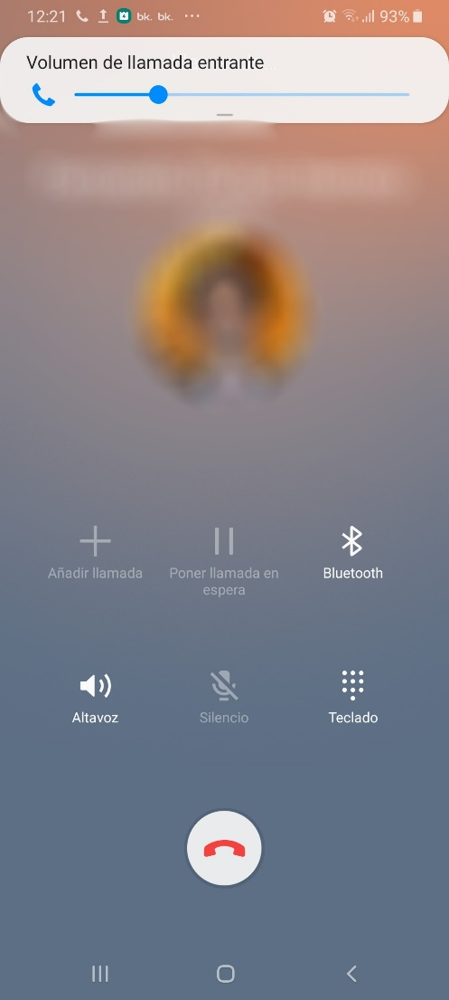 12:21 bk. bk. ... 93%
Volumen de llamada entrante...
Añadir llamada
Poner llamada en
espera
Bluetooth
Altavoz
Silencio
Teclado